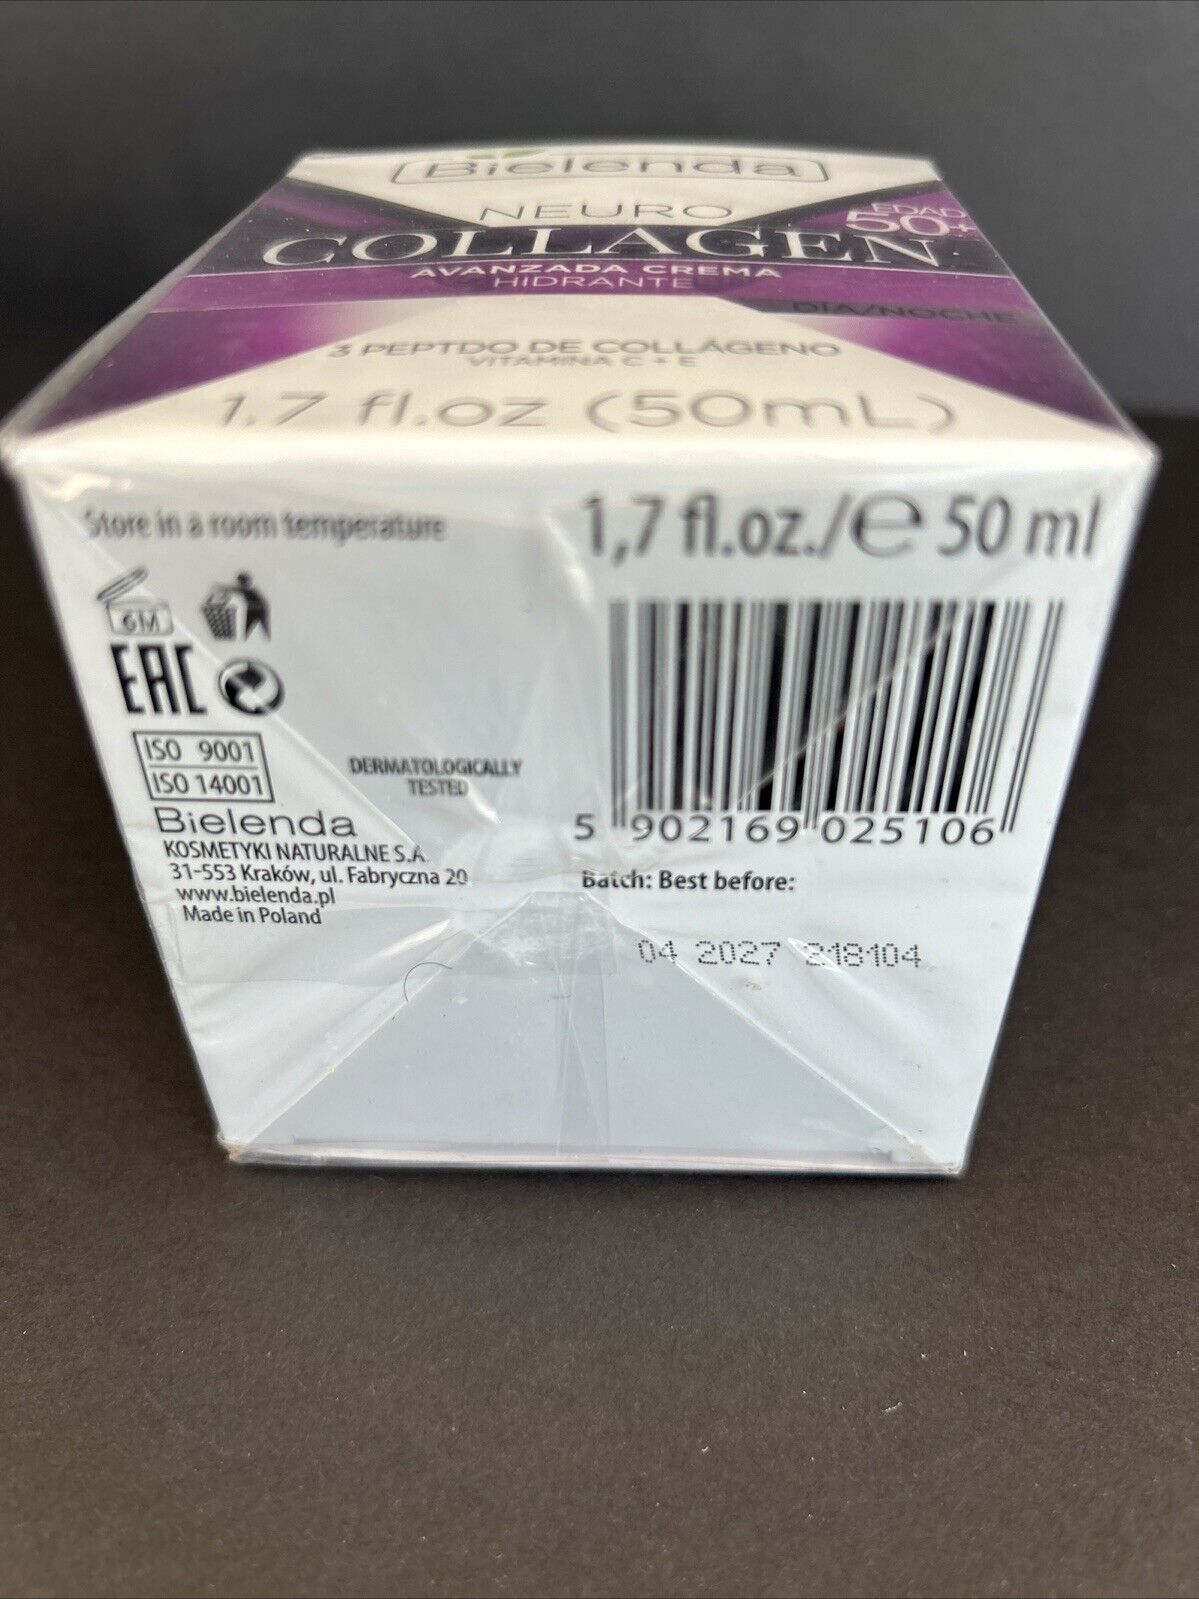 Bielenda
NEURO
COLLAGEN
EDAD
50+
AVANZADA CREMA
HIDRANTE
DÍA/NOCHE
3 PEPTDO DE COLLÁGENO
VITAMINA C + E
1.7 fl.oz (50mL)
Store in a room temperature
1,7 fl.oz./℮ 50 ml
6M
EAC
ISO 9001
ISO 14001
DERMATOLOGICALLY
TESTED
Bielenda
KOSMETYKI NATURALNE S.A.
31-553 Kraków, ul. Fabryczna 20
www.bielenda.pl
Made in Poland
5 902169 025106
Batch: Best before:
04 2027 218104